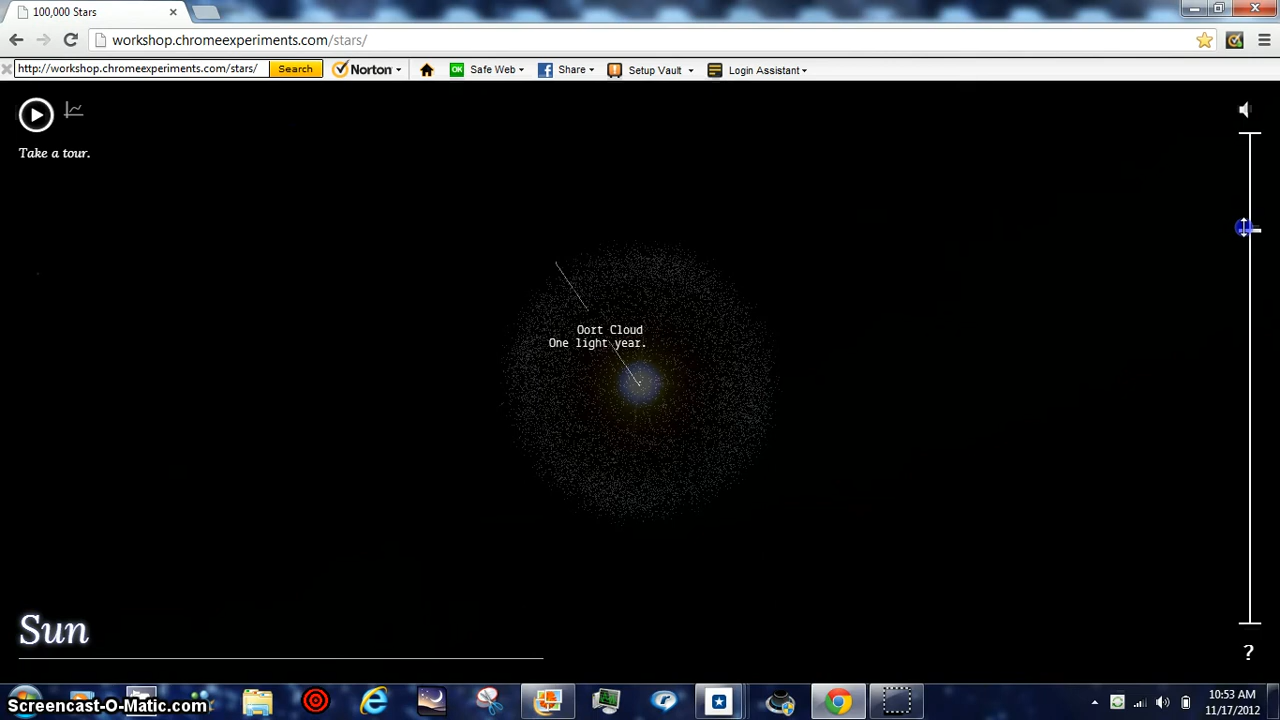 100,000 Stars
workshop.chromeexperiments.com/stars/
http://workshop.chromeexperiments.com/stars/ Search Norton Safe Web Share Setup Vault Login Assistant
OK
Take a tour.
Oort Cloud
One light year.
Sun
?
Screencast-O-Matic.com
10:53 AM
11/17/2012